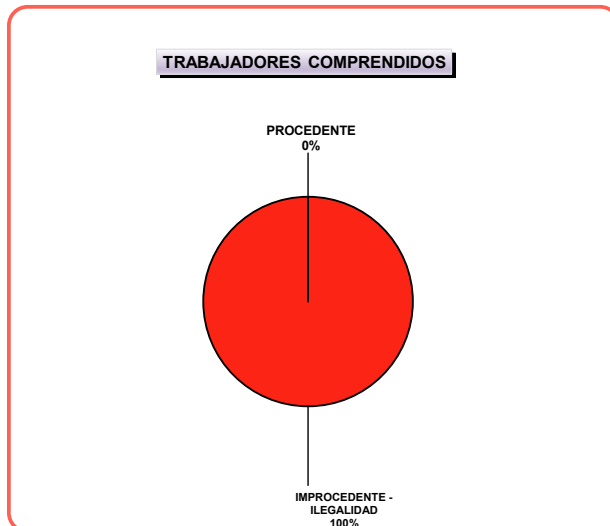 TRABAJADORES COMPRENDIDOS
PROCEDENTE
0%
IMPROCEDENTE -
ILEGALIDAD
100%